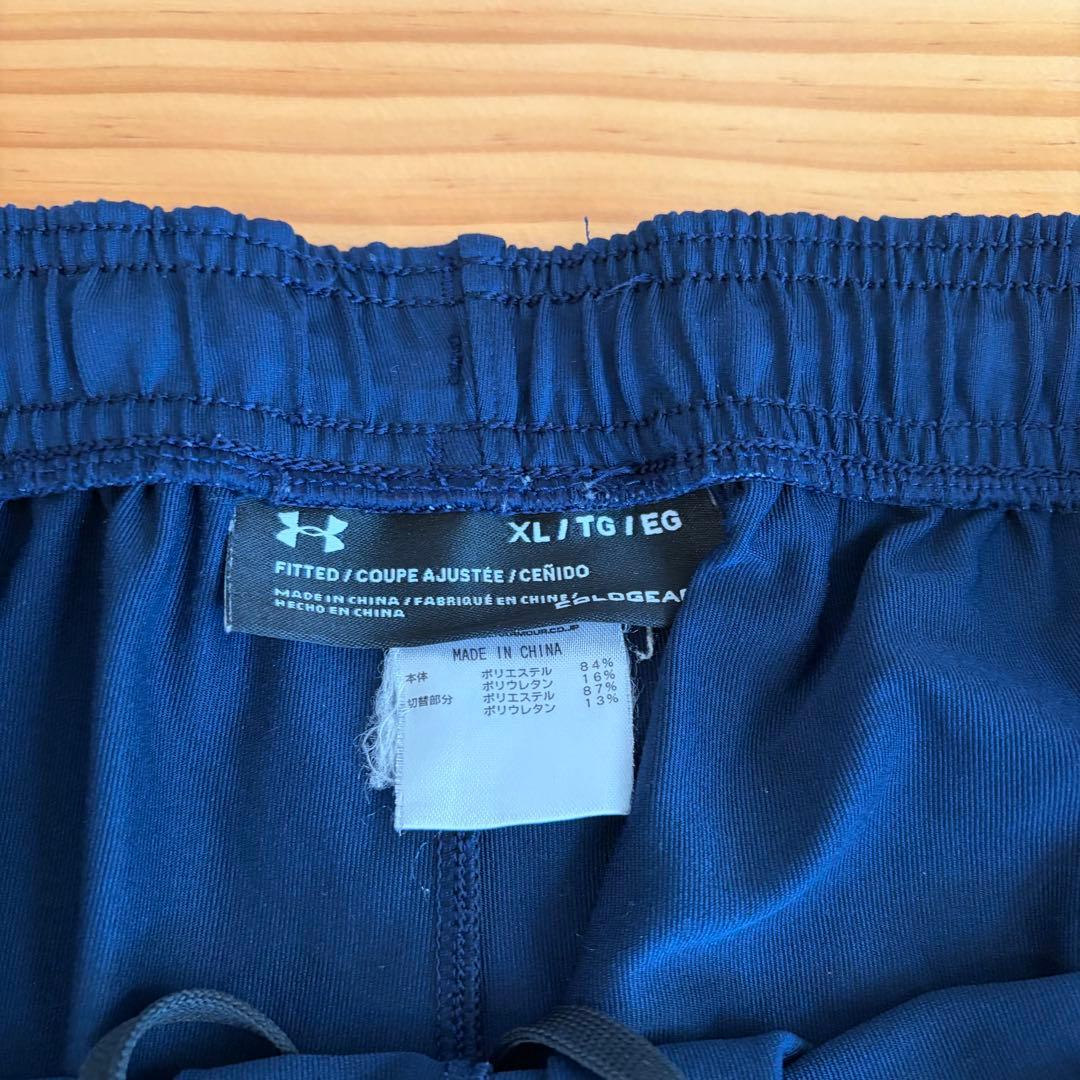 XL / TG / EG
FITTED / COUPE AJUSTÉE / CEÑIDO
MADE IN CHINA / FABRIQUÉ EN CHINE /
HECHO EN CHINA
MADE IN CHINA
本体 ポリエステル 84%
ポリウレタン 16%
切替部分 ポリエステル 87%
ポリウレタン 13%